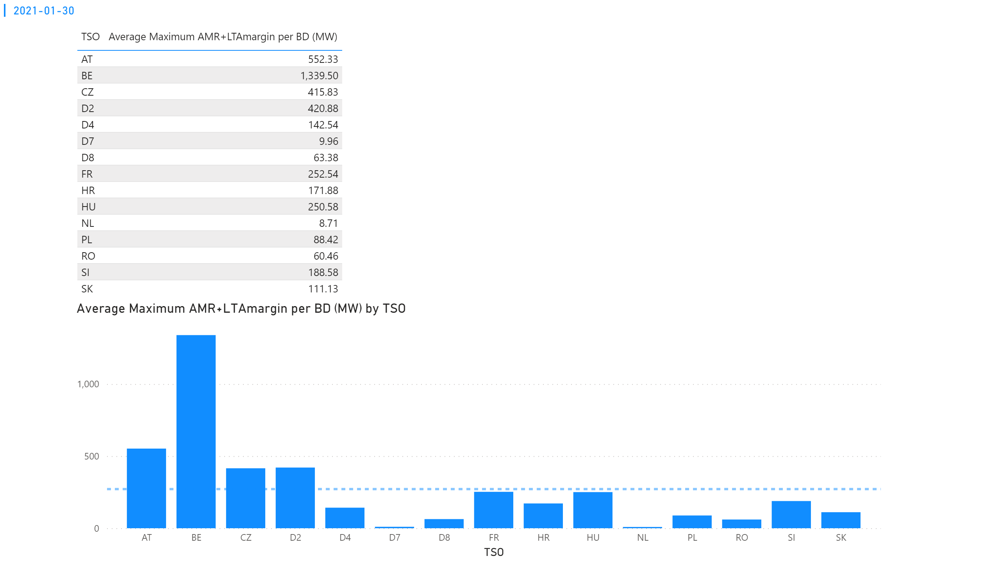 2021-01-30
TSO Average Maximum AMR+LTAmargin per BD (MW)
AT 552.33
BE 1,339.50
CZ 415.83
D2 420.88
D4 142.54
D7 9.96
D8 63.38
FR 252.54
HR 171.88
HU 250.58
NL 8.71
PL 88.42
RO 60.46
SI 188.58
SK 111.13
Average Maximum AMR+LTAmargin per BD (MW) by TSO
1,000
500
0
AT BE CZ D2 D4 D7 D8 FR HR HU NL PL RO SI SK
TSO